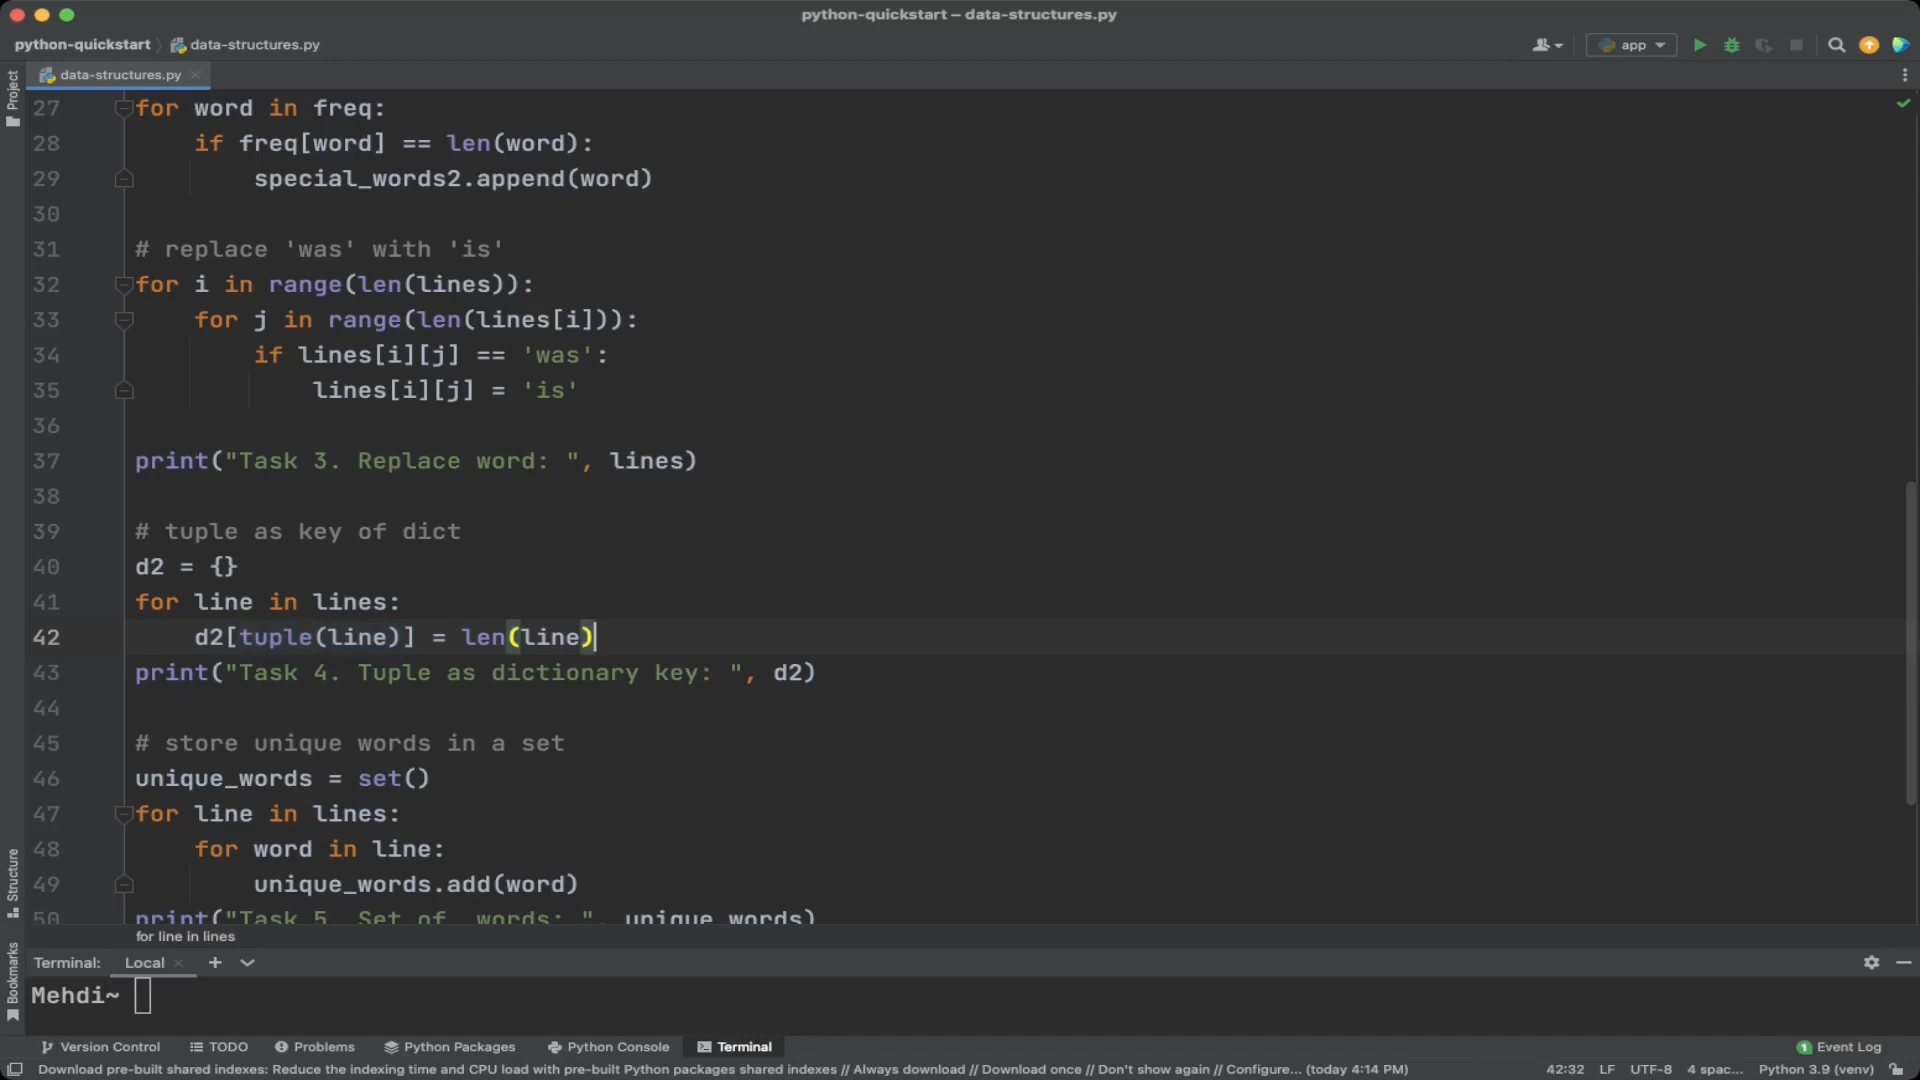 python-quickstart – data-structures.py
python-quickstart
data-structures.py
app
data-structures.py
Project
27 for word in freq:
28     if freq[word] == len(word):
29         special_words2.append(word)
30
31 # replace 'was' with 'is'
32 for i in range(len(lines)):
33     for j in range(len(lines[i])):
34         if lines[i][j] == 'was':
35             lines[i][j] = 'is'
36
37 print("Task 3. Replace word: ", lines)
38
39 # tuple as key of dict
40 d2 = {}
41 for line in lines:
42     d2[tuple(line)] = len(line)
43 print("Task 4. Tuple as dictionary key: ", d2)
44
45 # store unique words in a set
46 unique_words = set()
47 for line in lines:
48     for word in line:
49         unique_words.add(word)
50 print("Task 5. Set of  words: ", unique_words)
for line in lines
Structure
Bookmarks
Terminal: Local
Mehdi~
Version Control TODO Problems Python Packages Python Console Terminal 1 Event Log
Download pre-built shared indexes: Reduce the indexing time and CPU load with pre-built Python packages shared indexes // Always download // Download once // Don't show again // Configure... (today 4:14 PM) 42:32 LF UTF-8 4 spac... Python 3.9 (venv)